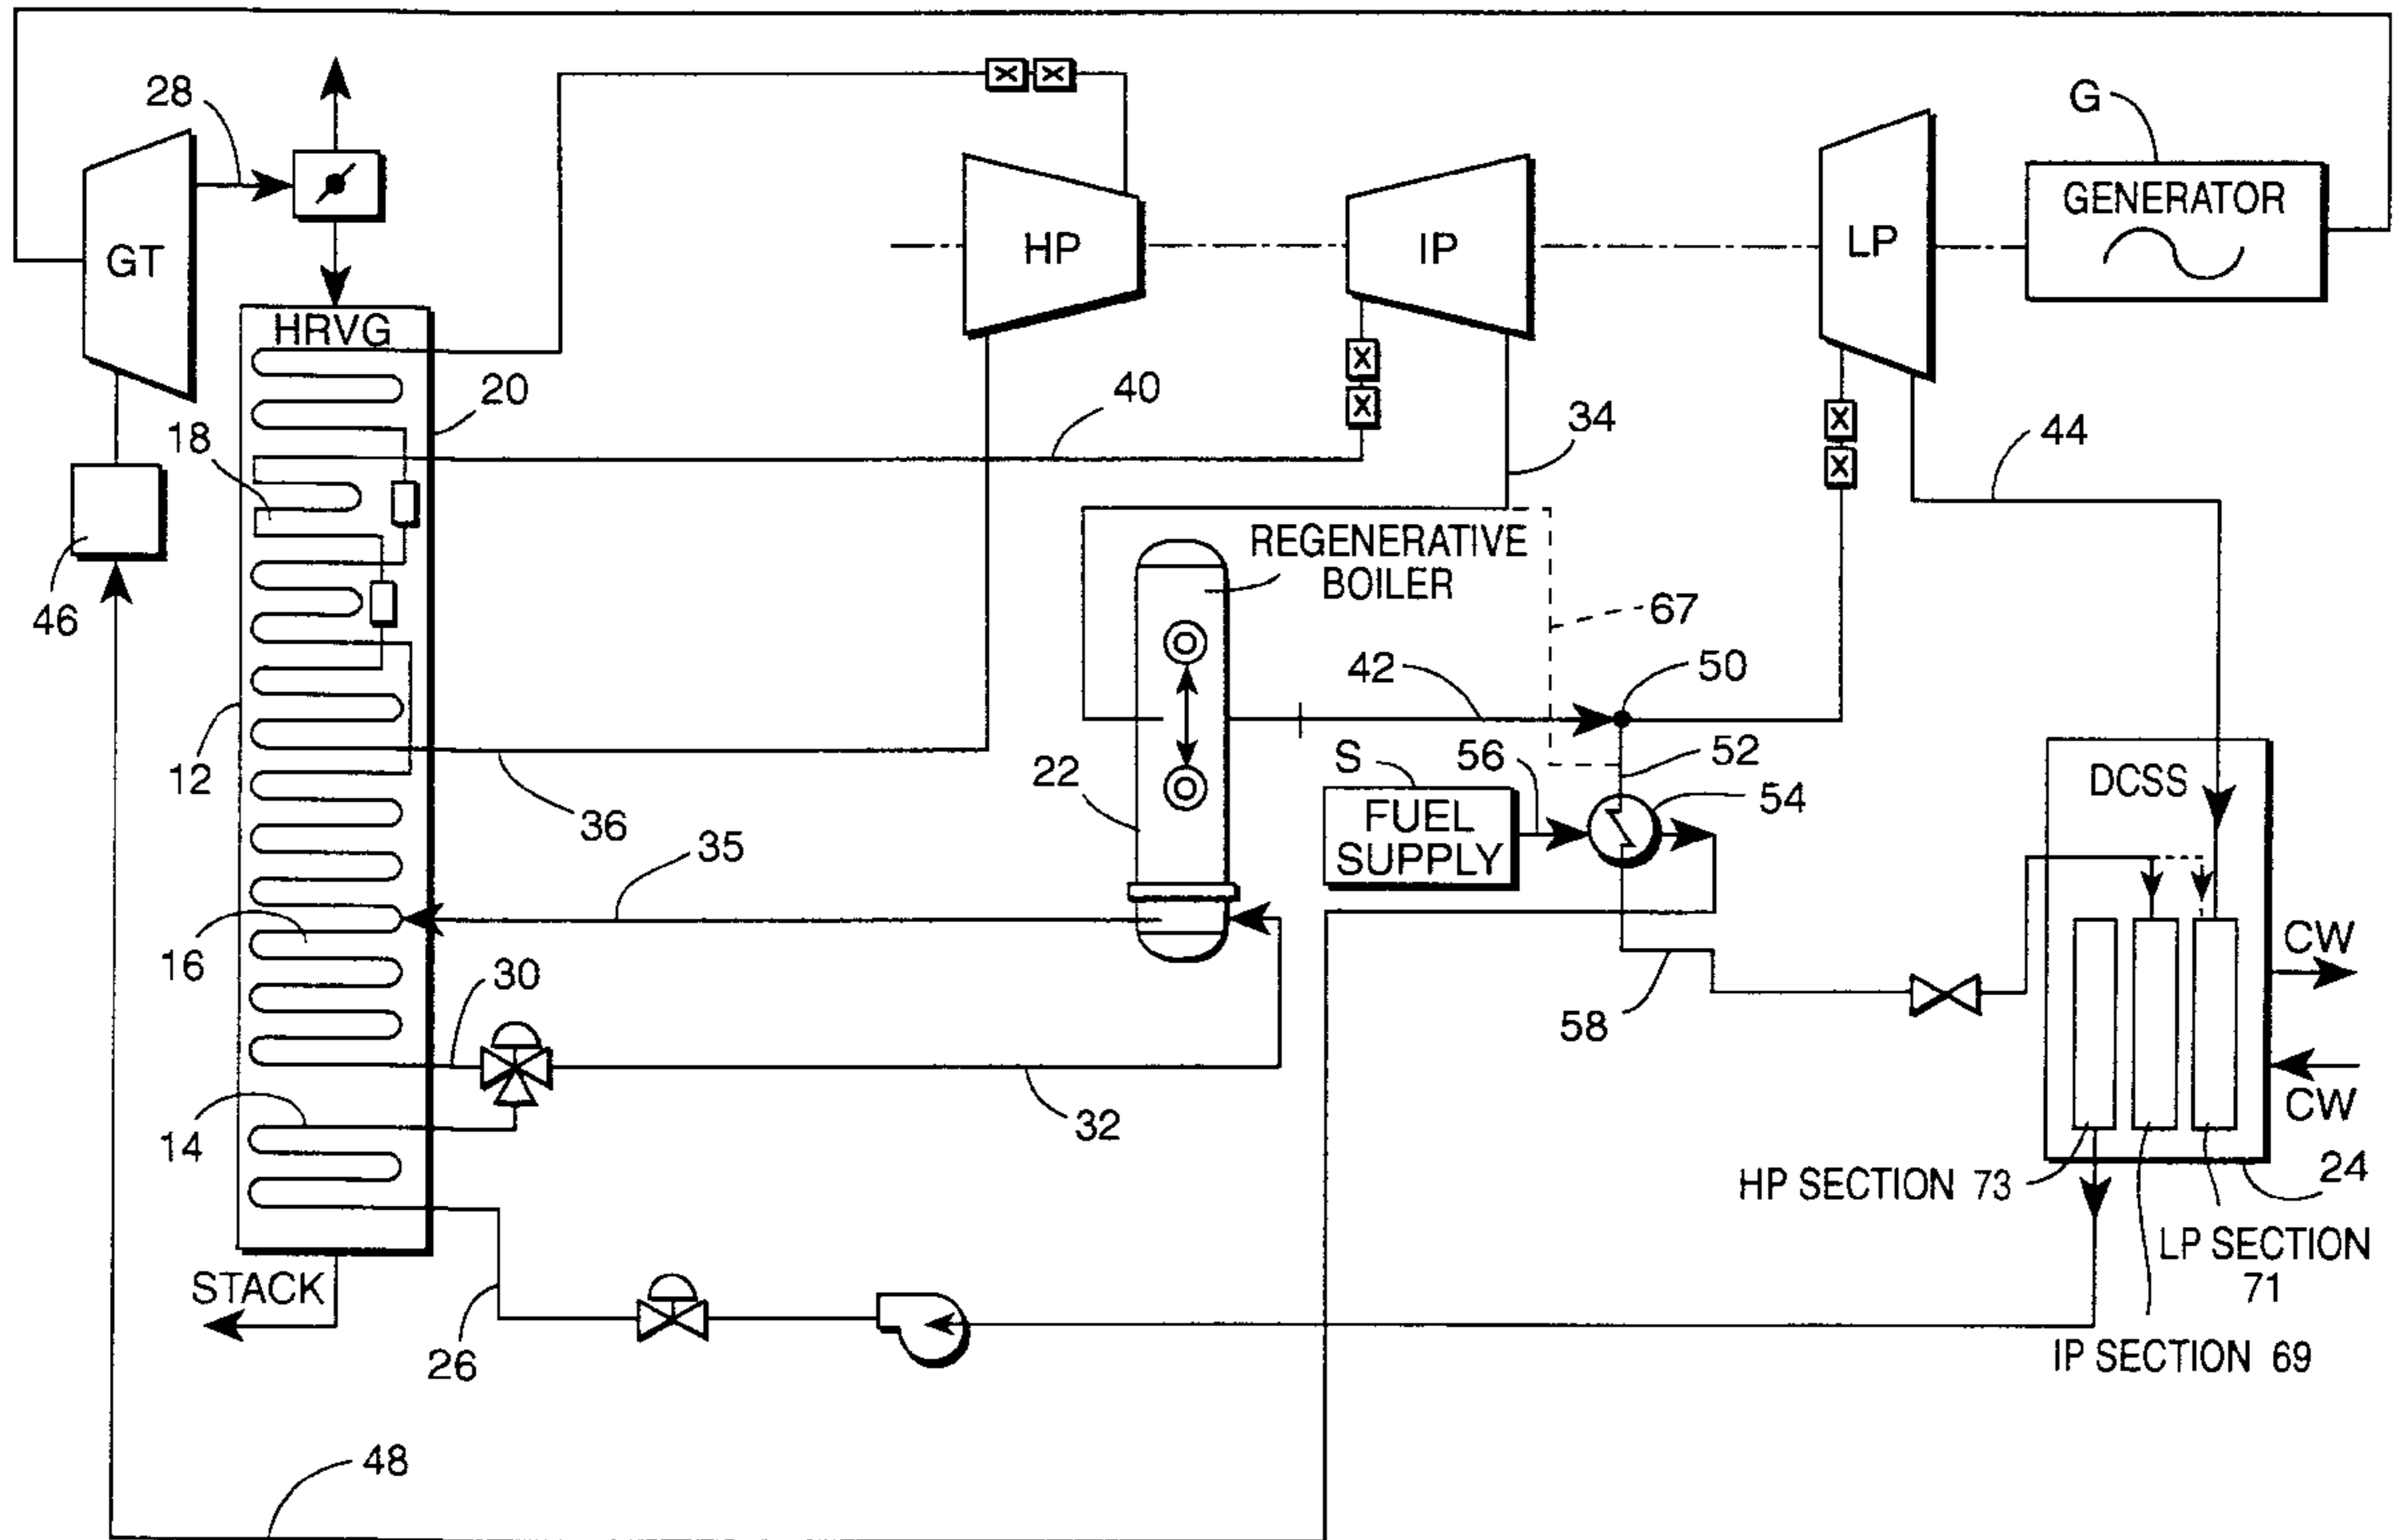 28
G
GENERATOR
GT
HP
IP
LP
HRVG
20
40
34
44
18
46
REGENERATIVE
BOILER
67
42
50
12
36
22
S
56
52
54
DCSS
FUEL
SUPPLY
35
16
30
58
CW
CW
14
32
HP SECTION 73
24
LP SECTION
71
STACK
26
IP SECTION 69
48